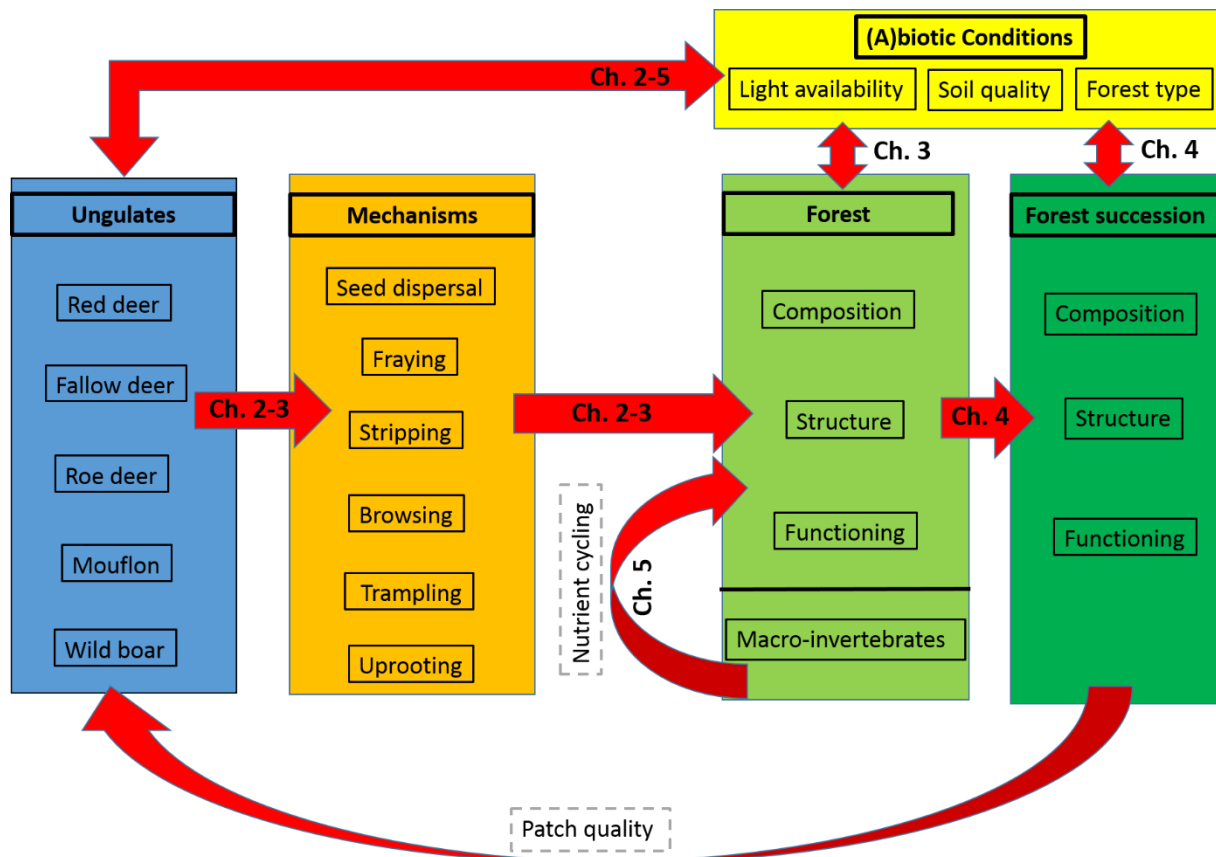 (A)biotic Conditions
Light availability
Soil quality
Forest type
Ch. 2-5
Ch. 3
Ch. 4
Ungulates
Red deer
Fallow deer
Roe deer
Mouflon
Wild boar
Ch. 2-3
Mechanisms
Seed dispersal
Fraying
Stripping
Browsing
Trampling
Uprooting
Ch. 2-3
Nutrient cycling
Ch. 5
Forest
Composition
Structure
Functioning
Macro-invertebrates
Ch. 4
Forest succession
Composition
Structure
Functioning
Patch quality